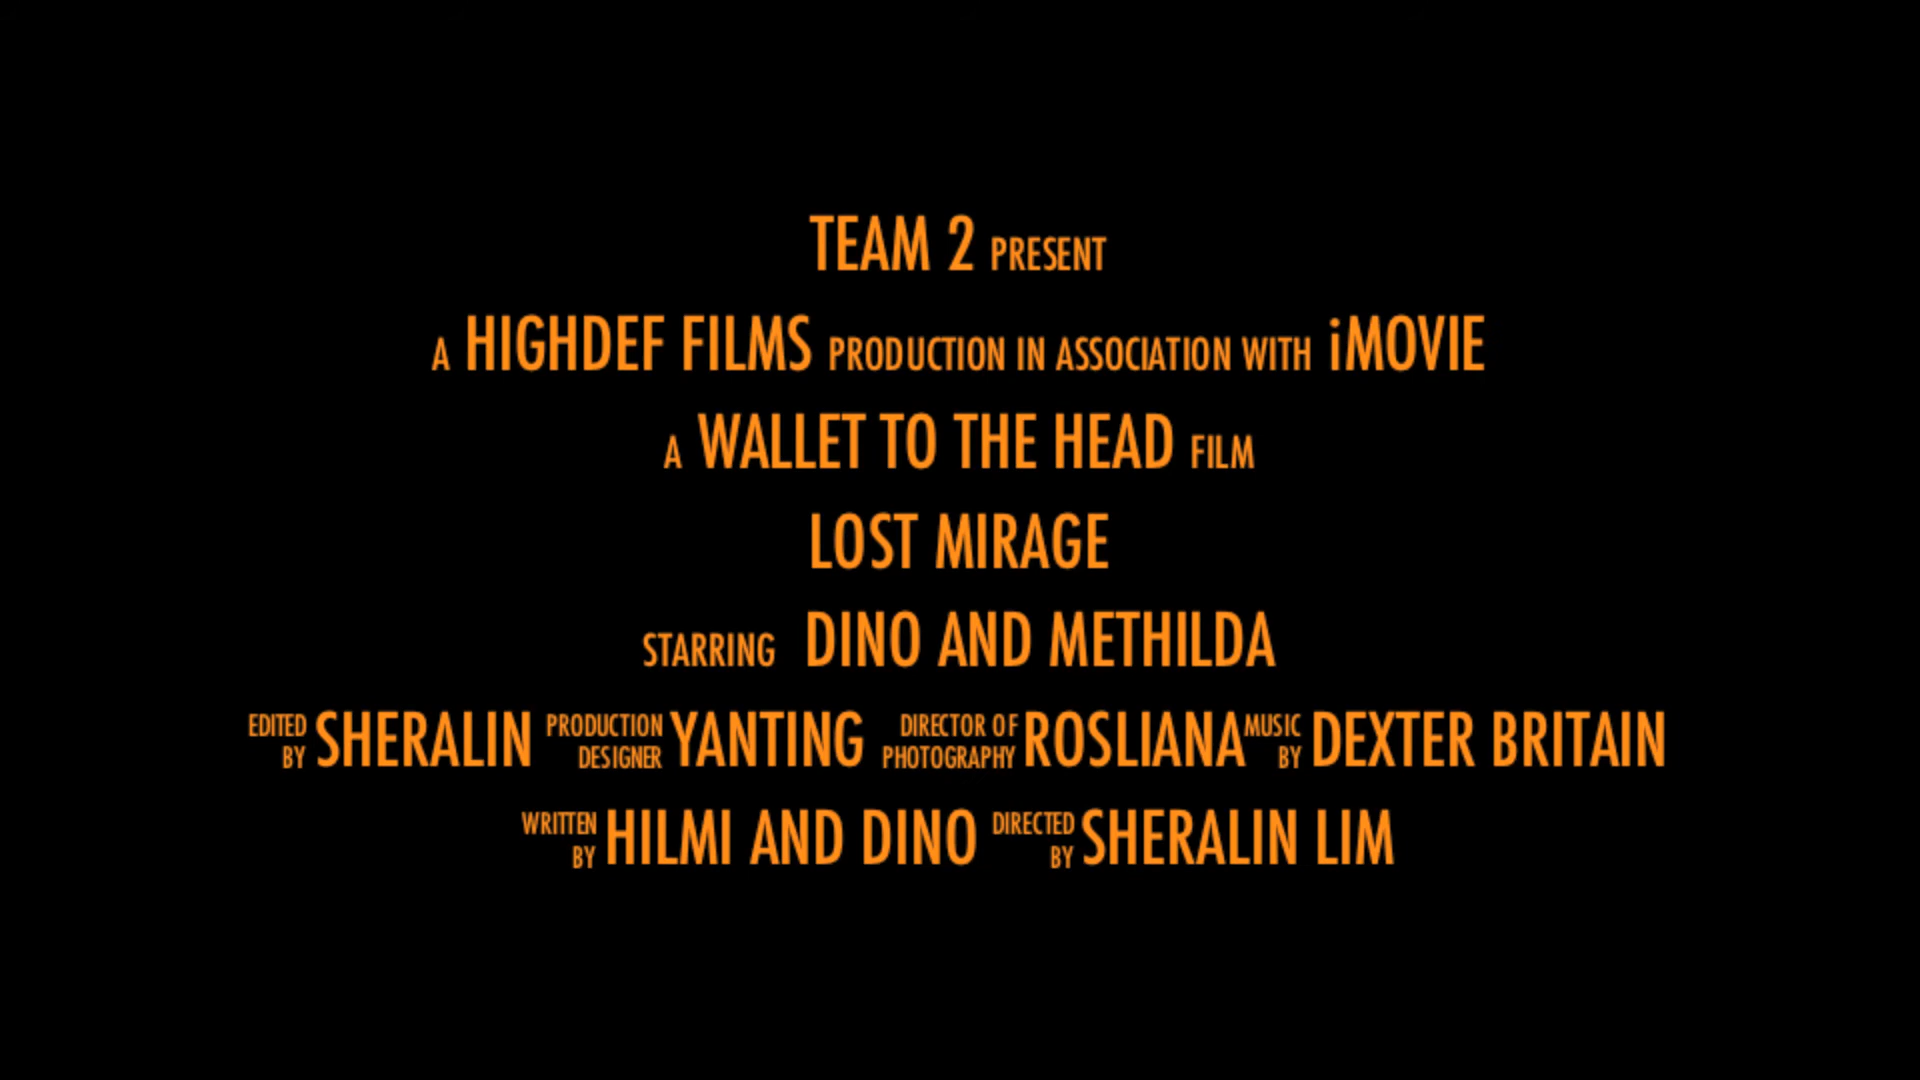 TEAM 2 PRESENT
A HIGHDEF FILMS PRODUCTION IN ASSOCIATION WITH iMOVIE
A WALLET TO THE HEAD FILM
LOST MIRAGE
STARRING DINO AND METHILDA
EDITED BY SHERALIN PRODUCTION DESIGNER YANTING DIRECTOR OF PHOTOGRAPHY ROSLIANA MUSIC BY DEXTER BRITAIN
WRITTEN BY HILMI AND DINO DIRECTED BY SHERALIN LIM